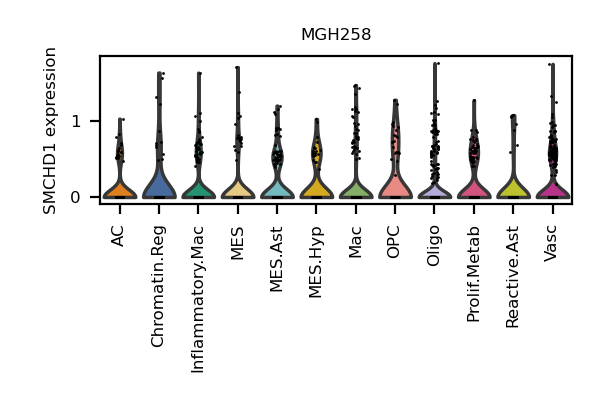 MGH258
SMCHD1 expression
1
0
AC
Chromatin.Reg
Inflammatory.Mac
MES
MES.Ast
MES.Hyp
Mac
OPC
Oligo
Prolif.Metab
Reactive.Ast
Vasc